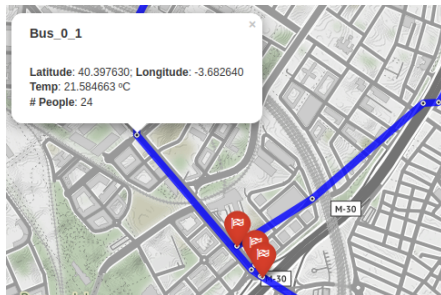 Bus_0_1
×
Latitude: 40.397630; Longitude: -3.682640
Temp: 21.584663 ºC
# People: 24
M-30
M-30